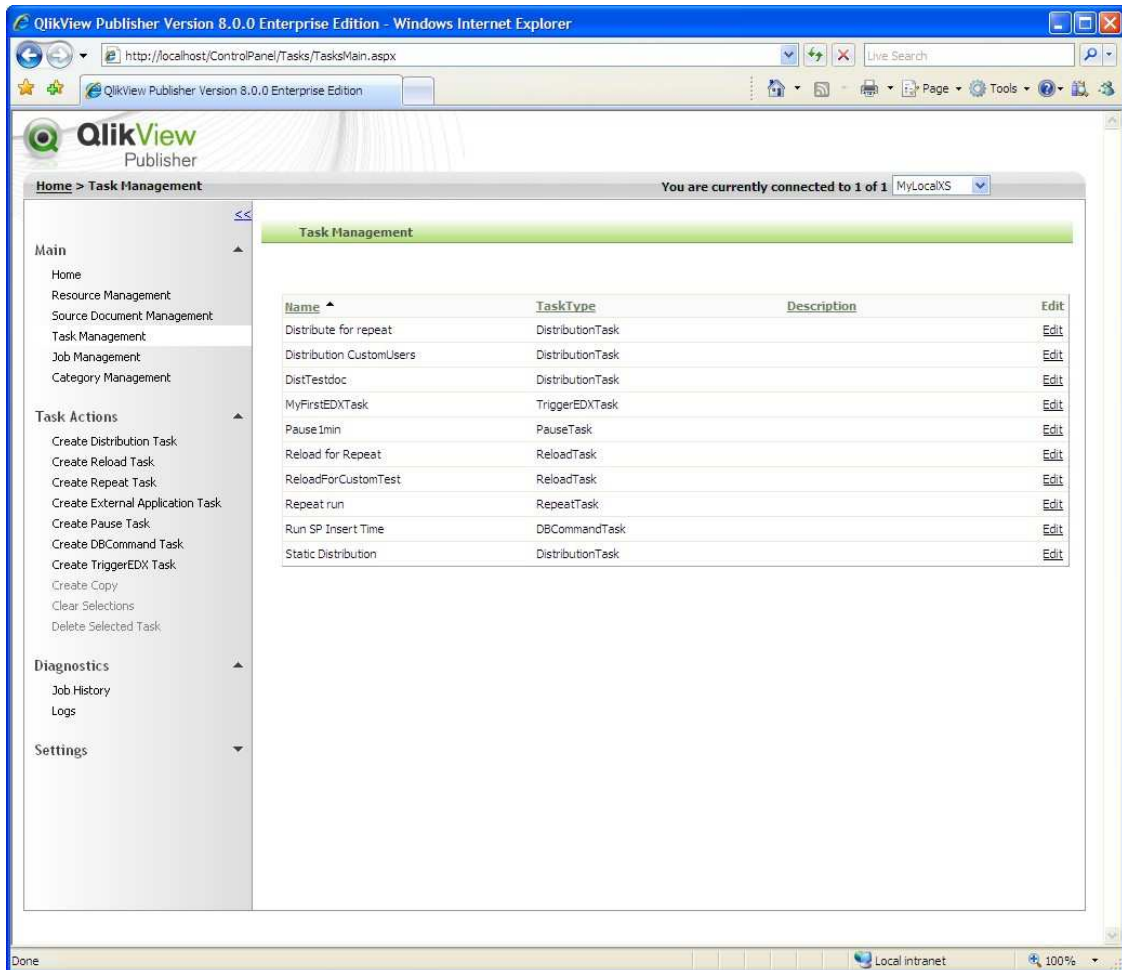 QlikView Publisher Version 8.0.0 Enterprise Edition - Windows Internet Explorer
http://localhost/ControlPanel/Tasks/TasksMain.aspx
Live Search
QlikView Publisher Version 8.0.0 Enterprise Edition
Page
Tools
QlikView
Publisher
Home > Task Management
You are currently connected to 1 of 1 MyLocalXS
<<
Task Management
Main
Home
Resource Management
Source Document Management
Task Management
Job Management
Category Management
Task Actions
Create Distribution Task
Create Reload Task
Create Repeat Task
Create External Application Task
Create Pause Task
Create DBCommand Task
Create TriggerEDX Task
Create Copy
Clear Selections
Delete Selected Task
Diagnostics
Job History
Logs
Settings
Name TaskType Description Edit
Distribute for repeat DistributionTask Edit
Distribution CustomUsers DistributionTask Edit
DistTestdoc DistributionTask Edit
MyFirstEDXTask TriggerEDXTask Edit
Pause1min PauseTask Edit
Reload for Repeat ReloadTask Edit
ReloadForCustomTest ReloadTask Edit
Repeat run RepeatTask Edit
Run SP Insert Time DBCommandTask Edit
Static Distribution DistributionTask Edit
Done
Local intranet
100%